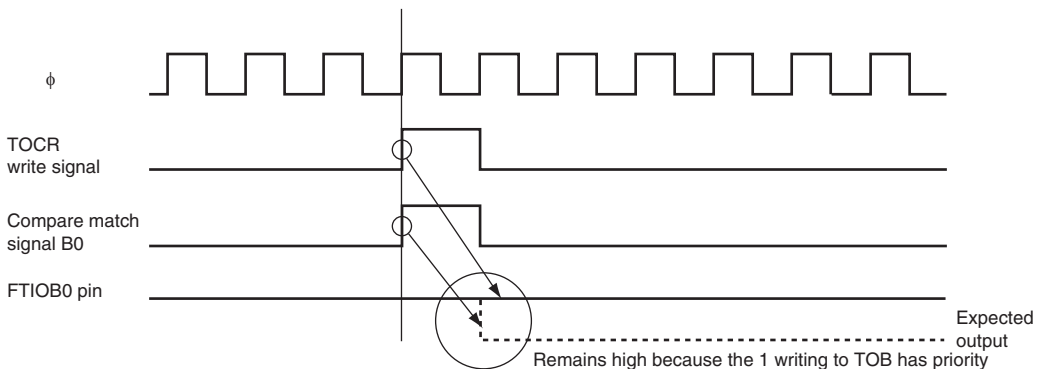 ϕ
TOCR
write signal
Compare match
signal B0
FTIOB0 pin
Expected
output
Remains high because the 1 writing to TOB has priority